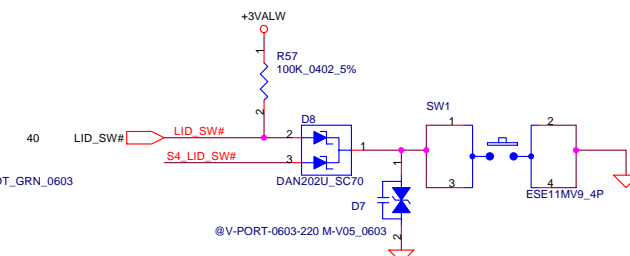 +3VALW
1
R57
100K_0402_5%
2
40
LID_SW#
LID_SW#
S4_LID_SW#
D8
2
3
1
DAN202U_SC70
SW1
1
3
2
4
ESE11MV9_4P
OT_GRN_0603
1
D7
2
@V-PORT-0603-220 M-V05_0603